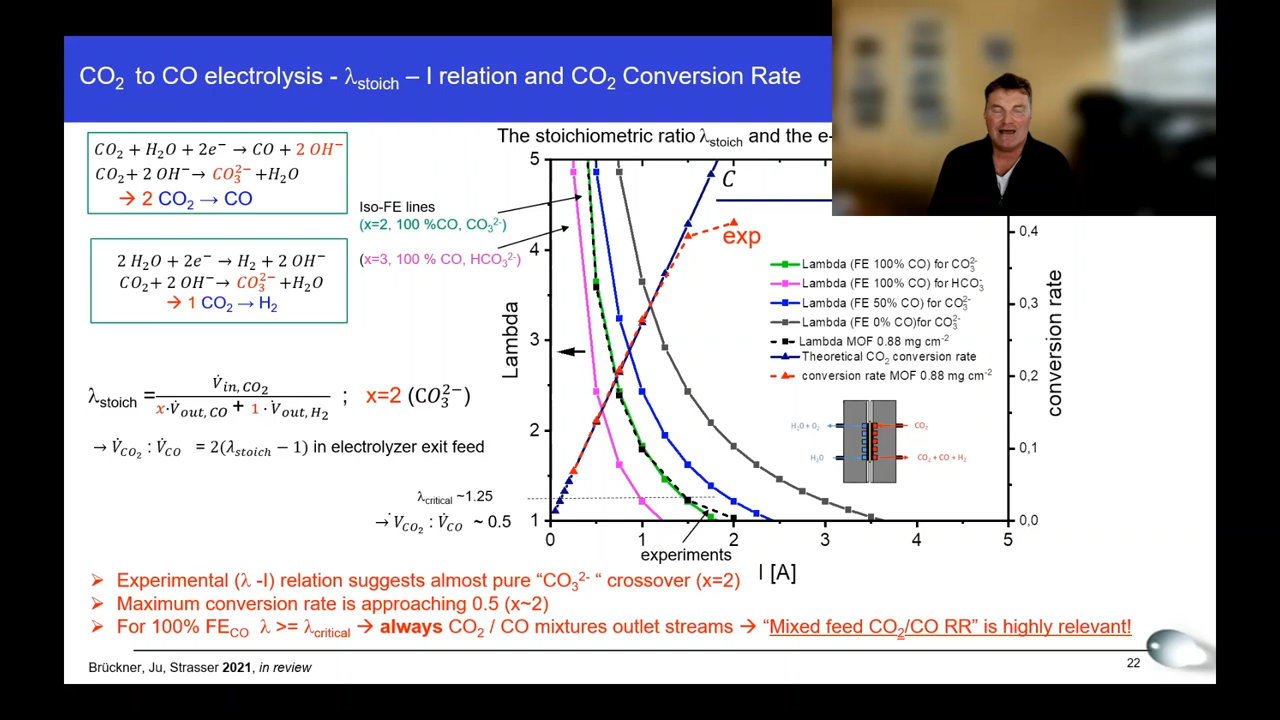 CO₂ to CO electrolysis - λstoich – I relation and CO₂ Conversion Rate
CO₂ + H₂O + 2e⁻ → CO + 2 OH⁻
CO₂+ 2 OH⁻→ CO₃²⁻ +H₂O
→ 2 CO₂ → CO
2 H₂O + 2e⁻ → H₂ + 2 OH⁻
CO₂+ 2 OH⁻→ CO₃²⁻ +H₂O
→ 1 CO₂ → H₂
λstoich = V̇in,CO₂ / x·V̇out,CO + 1·V̇out,H₂ ; x=2 (CO₃²⁻)
→ V̇CO₂ : V̇CO = 2(λstoich − 1) in electrolyzer exit feed
λcritical ~1.25
→ V̇CO₂ : V̇CO ~ 0.5
The stoichiometric ratio λstoich and the e-
Iso-FE lines
(x=2, 100 %CO, CO₃²⁻)
(x=3, 100 % CO, HCO₃²⁻)
C
exp
Lambda (FE 100% CO) for CO₃²⁻
Lambda (FE 100% CO) for HCO₃⁻
Lambda (FE 50% CO) for CO₃²⁻
Lambda (FE 0% CO)for CO₃²⁻
Lambda MOF 0.88 mg cm⁻²
Theoretical CO₂ conversion rate
conversion rate MOF 0.88 mg cm⁻²
H₂O + O₂
CO₂
H₂O
CO₂ + CO + H₂
Lambda
5
4
3
2
1
0,4
0,3
0,2
0,1
0,0
conversion rate
0 1 2 3 4 5
experiments
I [A]
➢ Experimental (λ -I) relation suggests almost pure “CO₃²⁻ “ crossover (x=2)
➢ Maximum conversion rate is approaching 0.5 (x~2)
➢ For 100% FECO λ >= λcritical → always CO₂ / CO mixtures outlet streams → “Mixed feed CO₂/CO RR” is highly relevant!
Brückner, Ju, Strasser 2021, in review
22